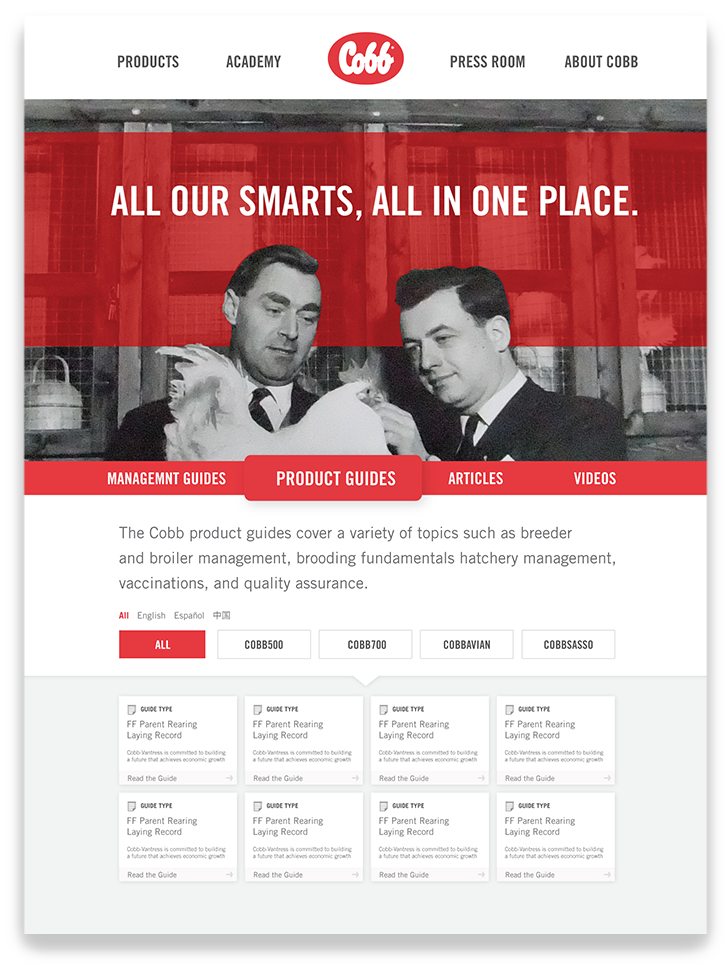 PRODUCTS ACADEMY Cobb PRESS ROOM ABOUT COBB
ALL OUR SMARTS, ALL IN ONE PLACE.
MANAGEMNT GUIDES PRODUCT GUIDES ARTICLES VIDEOS
The Cobb product guides cover a variety of topics such as breeder
and broiler management, brooding fundamentals hatchery management,
vaccinations, and quality assurance.
All English Español 中国
ALL COBB500 COBB700 COBBAVIAN COBBSASSO
GUIDE TYPE
FF Parent Rearing
Laying Record
Cobb-Vantress is committed to building
a future that achieves economic growth
Read the Guide
GUIDE TYPE
FF Parent Rearing
Laying Record
Cobb-Vantress is committed to building
a future that achieves economic growth
Read the Guide
GUIDE TYPE
FF Parent Rearing
Laying Record
Cobb-Vantress is committed to building
a future that achieves economic growth
Read the Guide
GUIDE TYPE
FF Parent Rearing
Laying Record
Cobb-Vantress is committed to building
a future that achieves economic growth
Read the Guide
GUIDE TYPE
FF Parent Rearing
Laying Record
Cobb-Vantress is committed to building
a future that achieves economic growth
Read the Guide
GUIDE TYPE
FF Parent Rearing
Laying Record
Cobb-Vantress is committed to building
a future that achieves economic growth
Read the Guide
GUIDE TYPE
FF Parent Rearing
Laying Record
Cobb-Vantress is committed to building
a future that achieves economic growth
Read the Guide
GUIDE TYPE
FF Parent Rearing
Laying Record
Cobb-Vantress is committed to building
a future that achieves economic growth
Read the Guide